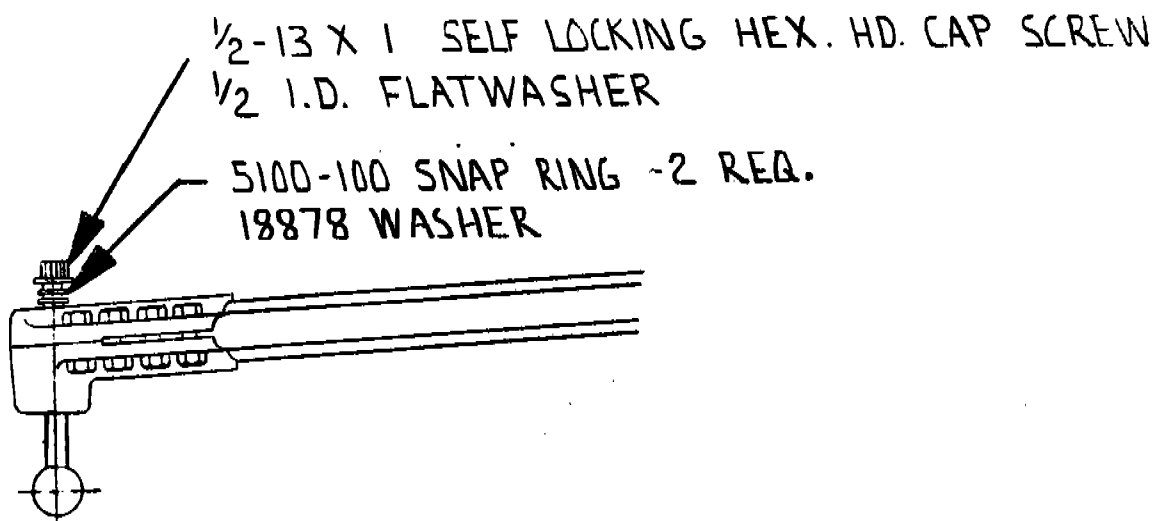 ½-13 X 1 SELF LOCKING HEX. HD. CAP SCREW
½ I.D. FLATWASHER
5100-100 SNAP RING -2 REQ.
18878 WASHER